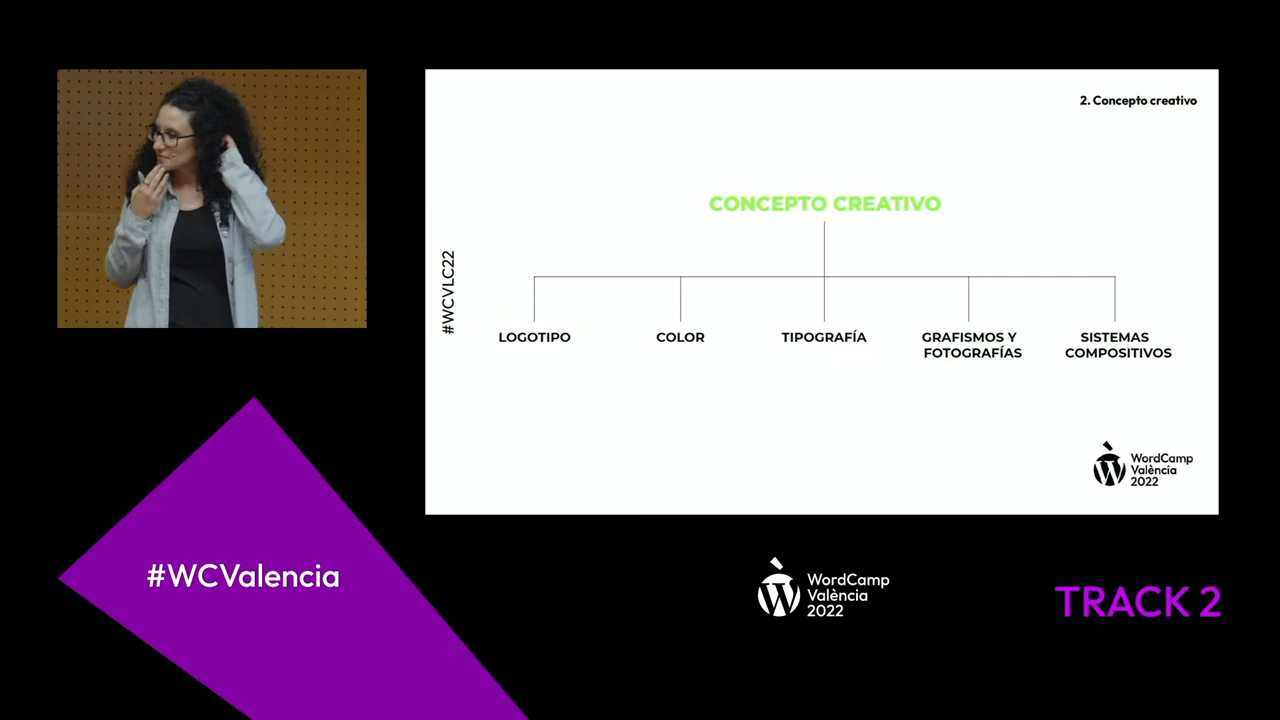 2. Concepto creativo
CONCEPTO CREATIVO
#WCVLC22
LOGOTIPO
COLOR
TIPOGRAFÍA
GRAFISMOS Y
FOTOGRAFÍAS
SISTEMAS
COMPOSITIVOS
WordCamp
València
2022
#WCValencia
WordCamp
València
2022
TRACK 2